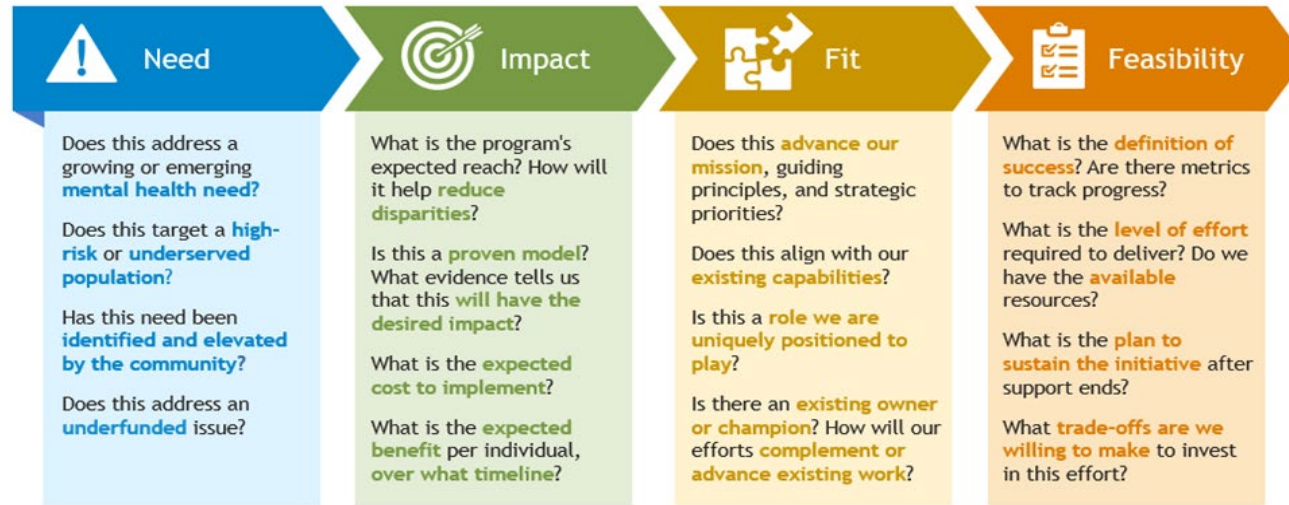 Need
Does this address a
growing or emerging
mental health need?
Does this target a high-
risk or underserved
population?
Has this need been
identified and elevated
by the community?
Does this address an
underfunded issue?
Impact
What is the program's
expected reach? How will
it help reduce
disparities?
Is this a proven model?
What evidence tells us
that this will have the
desired impact?
What is the expected
cost to implement?
What is the expected
benefit per individual,
over what timeline?
Fit
Does this advance our
mission, guiding
principles, and strategic
priorities?
Does this align with our
existing capabilities?
Is this a role we are
uniquely positioned to
play?
Is there an existing owner
or champion? How will our
efforts complement or
advance existing work?
Feasibility
What is the definition of
success? Are there metrics
to track progress?
What is the level of effort
required to deliver? Do we
have the available
resources?
What is the plan to
sustain the initiative after
support ends?
What trade-offs are we
willing to make to invest
in this effort?